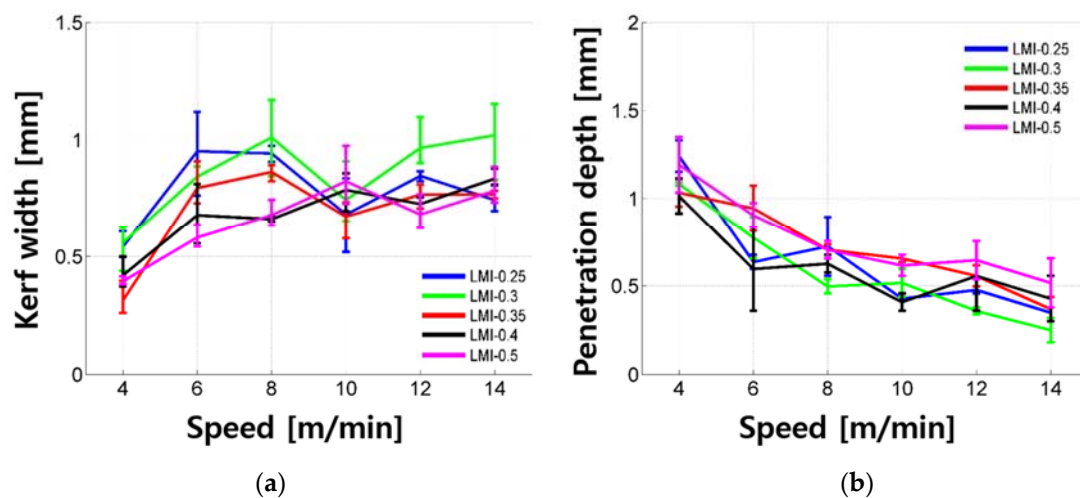 1.5
1
0.5
0
Kerf width [mm]
LMI-0.25
LMI-0.3
LMI-0.35
LMI-0.4
LMI-0.5
4 6 8 10 12 14
Speed [m/min]
(a)
2
1.5
1
0.5
0
Penetration depth [mm]
LMI-0.25
LMI-0.3
LMI-0.35
LMI-0.4
LMI-0.5
4 6 8 10 12 14
Speed [m/min]
(b)